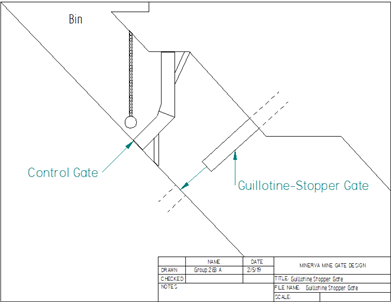 Bin
Control Gate
Guillotine-Stopper Gate
NAME DATE MINERVA MINE GATE DESIGN
DRAWN Group 2(B) A 2/5/19
CHECKED TITLE: Guillotine Stopper Gate
NOTES FILE NAME: Guillotine Stopper Gate
SCALE: